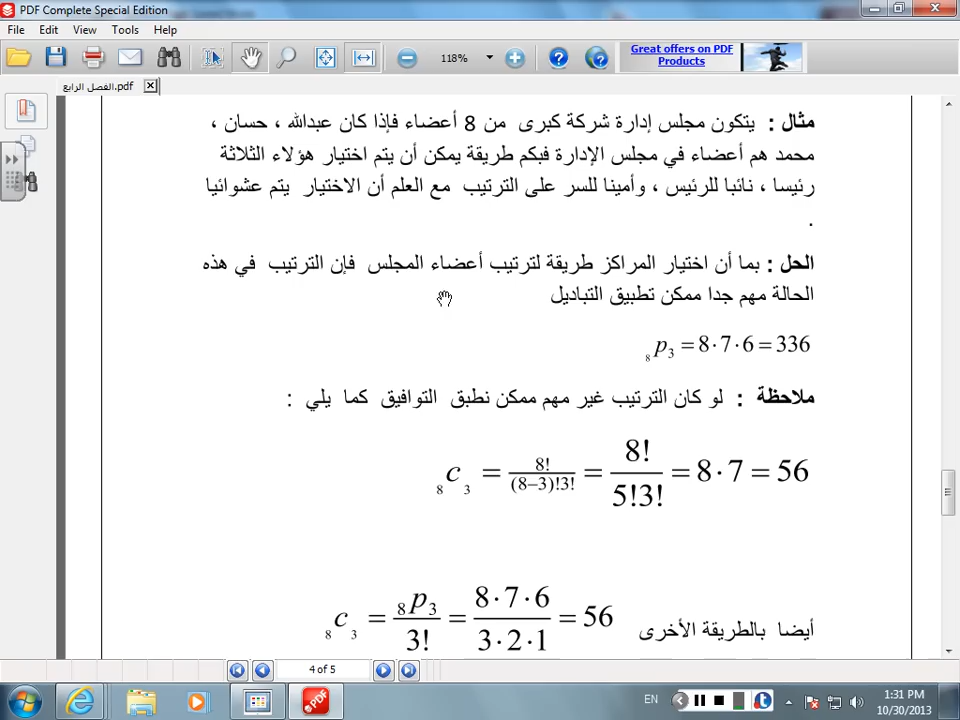 PDF Complete Special Edition
File Edit View Tools Help
118%
Great offers on PDF
Products
الفصل الرابع.pdf
مثال : يتكون مجلس إدارة شركة كبرى من 8 أعضاء فإذا كان عبدالله ، حسان ،
محمد هم أعضاء في مجلس الإدارة فبكم طريقة يمكن أن يتم اختيار هؤلاء الثلاثة
رئيسا ، نائبا للرئيس ، وأمينا للسر على الترتيب مع العلم أن الاختيار يتم عشوائيا
.
الحل : بما أن اختيار المراكز طريقة لترتيب أعضاء المجلس فإن الترتيب في هذه
الحالة مهم جدا ممكن تطبيق التباديل
₈p₃ = 8·7·6 = 336
ملاحظة : لو كان الترتيب غير مهم ممكن نطبق التوافيق كما يلي :
₈c₃ = 8!/(8–3)!3! = 8!/5!3! = 8·7 = 56
₈c₃ = ₈p₃/3! = 8·7·6/3·2·1 = 56 أيضا بالطريقة الأخرى
4 of 5
EN
1:31 PM
10/30/2013